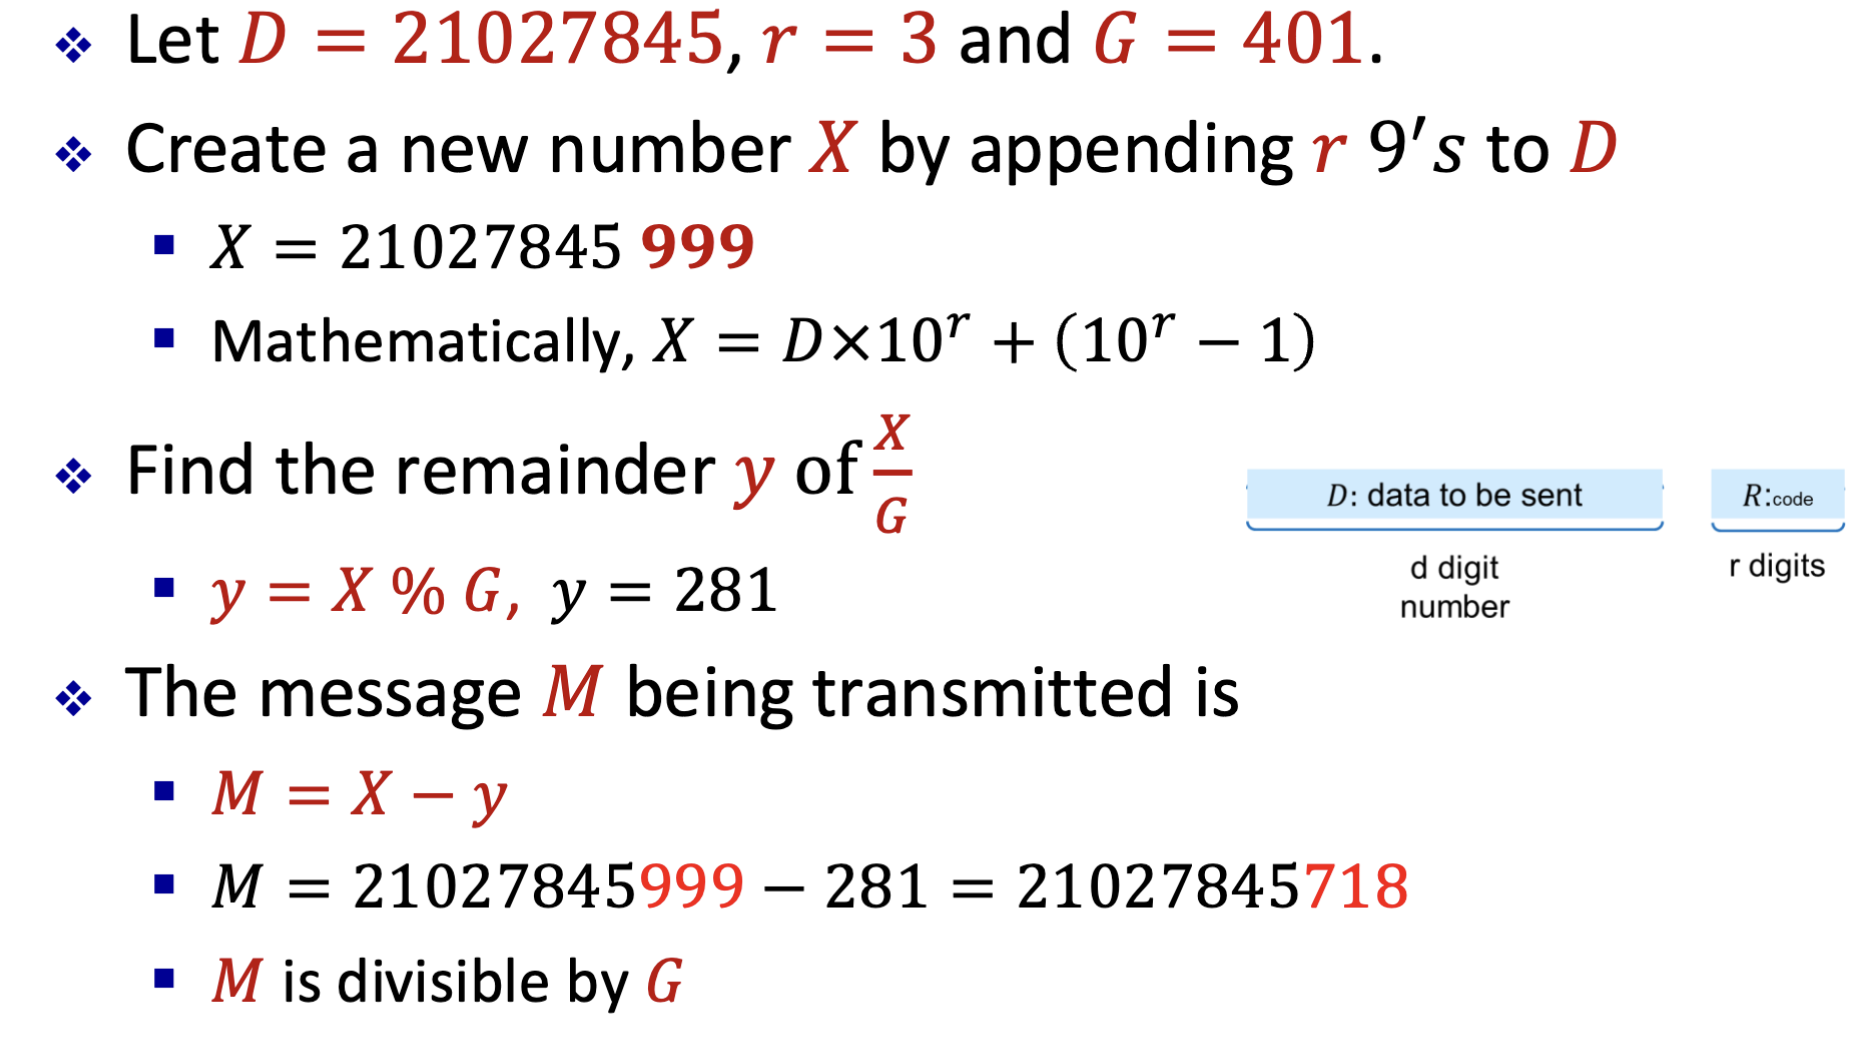 ❖ Let D = 21027845, r = 3 and G = 401.
❖ Create a new number X by appending r 9′s to D
▪ X = 21027845 999
▪ Mathematically, X = D×10ʳ + (10ʳ − 1)
❖ Find the remainder y of X/G
▪ y = X % G, y = 281
D: data to be sent
R:code
d digit
number
r digits
❖ The message M being transmitted is
▪ M = X − y
▪ M = 21027845999 − 281 = 21027845718
▪ M is divisible by G